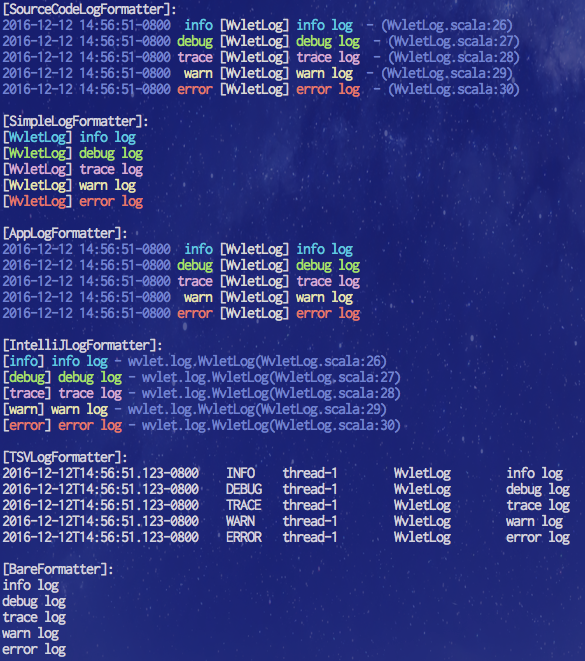 [SourceCodeLogFormatter]:
2016-12-12 14:56:51-0800  info [WvletLog] info log  - (WvletLog.scala:26)
2016-12-12 14:56:51-0800 debug [WvletLog] debug log  - (WvletLog.scala:27)
2016-12-12 14:56:51-0800 trace [WvletLog] trace log  - (WvletLog.scala:28)
2016-12-12 14:56:51-0800  warn [WvletLog] warn log  - (WvletLog.scala:29)
2016-12-12 14:56:51-0800 error [WvletLog] error log  - (WvletLog.scala:30)

[SimpleLogFormatter]:
[WvletLog] info log
[WvletLog] debug log
[WvletLog] trace log
[WvletLog] warn log
[WvletLog] error log

[AppLogFormatter]:
2016-12-12 14:56:51-0800  info [WvletLog] info log
2016-12-12 14:56:51-0800 debug [WvletLog] debug log
2016-12-12 14:56:51-0800 trace [WvletLog] trace log
2016-12-12 14:56:51-0800  warn [WvletLog] warn log
2016-12-12 14:56:51-0800 error [WvletLog] error log

[IntelliJLogFormatter]:
[info] info log - wvlet.log.WvletLog(WvletLog.scala:26)
[debug] debug log - wvlet.log.WvletLog(WvletLog.scala:27)
[trace] trace log - wvlet.log.WvletLog(WvletLog.scala:28)
[warn] warn log - wvlet.log.WvletLog(WvletLog.scala:29)
[error] error log - wvlet.log.WvletLog(WvletLog.scala:30)

[TSVLogFormatter]:
2016-12-12T14:56:51.123-0800	INFO	thread-1	WvletLog	info log
2016-12-12T14:56:51.123-0800	DEBUG	thread-1	WvletLog	debug log
2016-12-12T14:56:51.123-0800	TRACE	thread-1	WvletLog	trace log
2016-12-12T14:56:51.123-0800	WARN	thread-1	WvletLog	warn log
2016-12-12T14:56:51.123-0800	ERROR	thread-1	WvletLog	error log

[BareFormatter]:
info log
debug log
trace log
warn log
error log